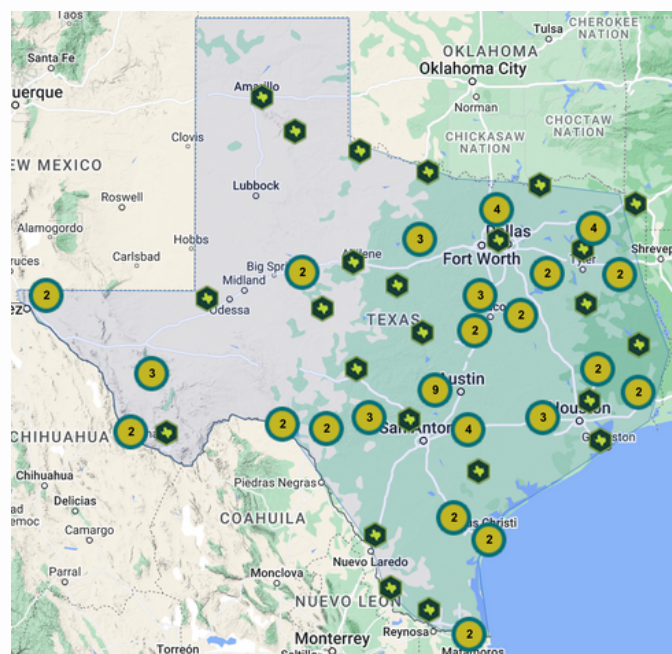 Taos
CHEROKEE
NATION
Tulsa
Santa Fe
OKLAHOMA
Oklahoma City
uerque
Amarillo
Norman
CHOCTAW
NATION
Clovis
CHICKASAW
NATION
EW MEXICO
Lubbock
Roswell
4
Alamogordo
Hobbs
3
4
Dallas
Shrevep
ruces
Carlsbad
Big Spri
2
Abilene
Fort Worth
Tyler
2
2
Midland
2
Odessa
3
2
TEXAS
2
3
2
9
Austin
2
2
3
3
Houston
2
2
4
San Anton
CHIHUAHUA
Galveston
Chihuahua
Piedras Negras
Delicias
COAHUILA
2
us Christi
Camargo
2
Nuevo Laredo
Parral
Monclova
NUEVO LEON
Reynosa
2
Monterrey
Matamoros
Torreón